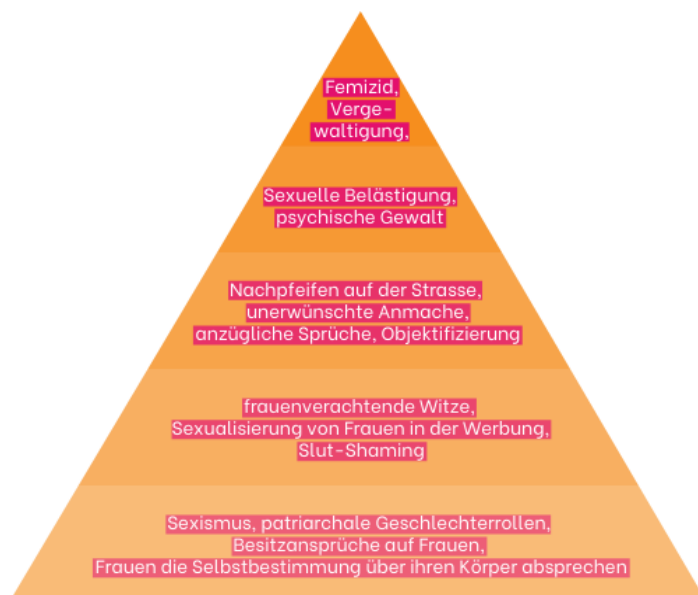 Femizid,
Verge-
waltigung,
Sexuelle Belästigung,
psychische Gewalt
Nachpfeifen auf der Strasse,
unerwünschte Anmache,
anzügliche Sprüche, Objektifizierung
frauenverachtende Witze,
Sexualisierung von Frauen in der Werbung,
Slut-Shaming
Sexismus, patriarchale Geschlechterrollen,
Besitzansprüche auf Frauen,
Frauen die Selbstbestimmung über ihren Körper absprechen